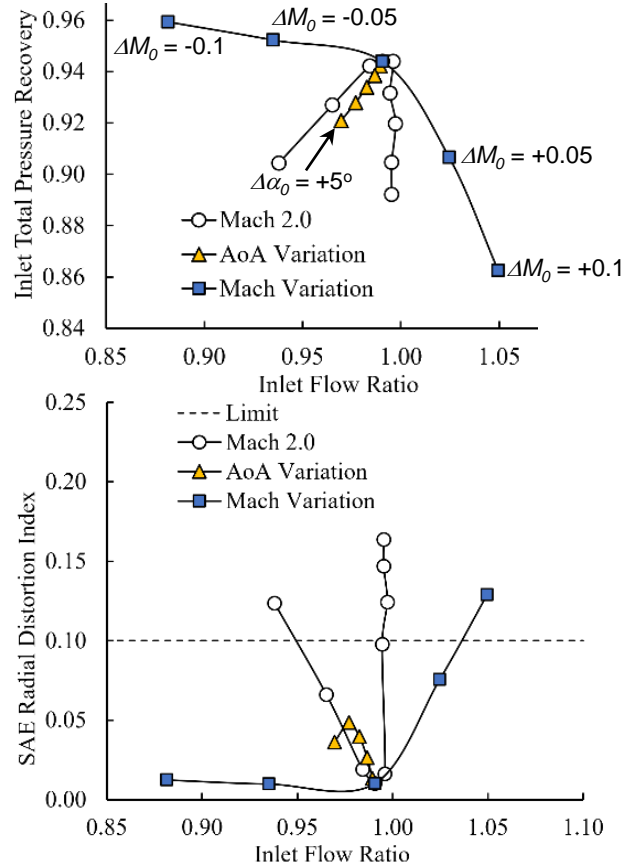 0.96
0.94
0.92
0.90
0.88
0.86
0.84
Inlet Total Pressure Recovery
ΔM₀ = -0.05
ΔM₀ = -0.1
ΔM₀ = +0.05
Δα₀ = +5°
Mach 2.0
AoA Variation
Mach Variation
ΔM₀ = +0.1
0.85 0.90 0.95 1.00 1.05
Inlet Flow Ratio
0.25
0.20
0.15
0.10
0.05
0.00
SAE Radial Distortion Index
Limit
Mach 2.0
AoA Variation
Mach Variation
0.85 0.90 0.95 1.00 1.05 1.10
Inlet Flow Ratio